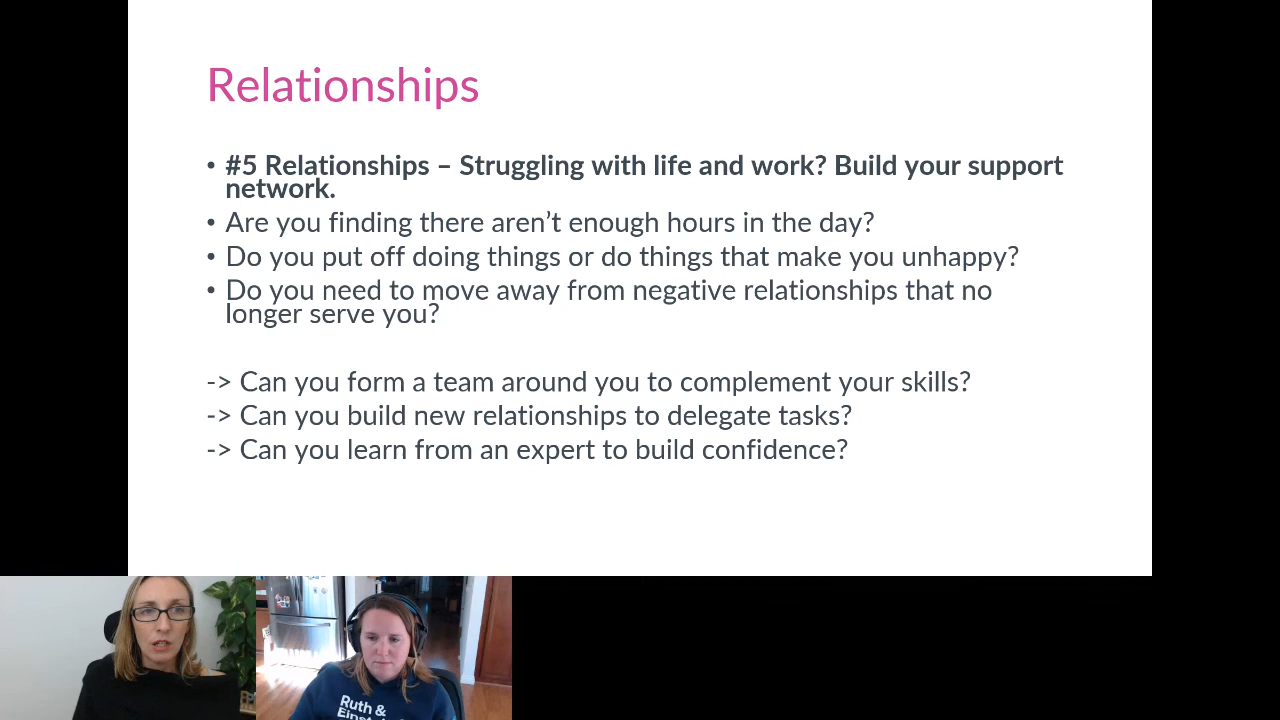 Relationships
• #5 Relationships – Struggling with life and work? Build your support
network.
• Are you finding there aren’t enough hours in the day?
• Do you put off doing things or do things that make you unhappy?
• Do you need to move away from negative relationships that no
longer serve you?
-> Can you form a team around you to complement your skills?
-> Can you build new relationships to delegate tasks?
-> Can you learn from an expert to build confidence?
Ruth &